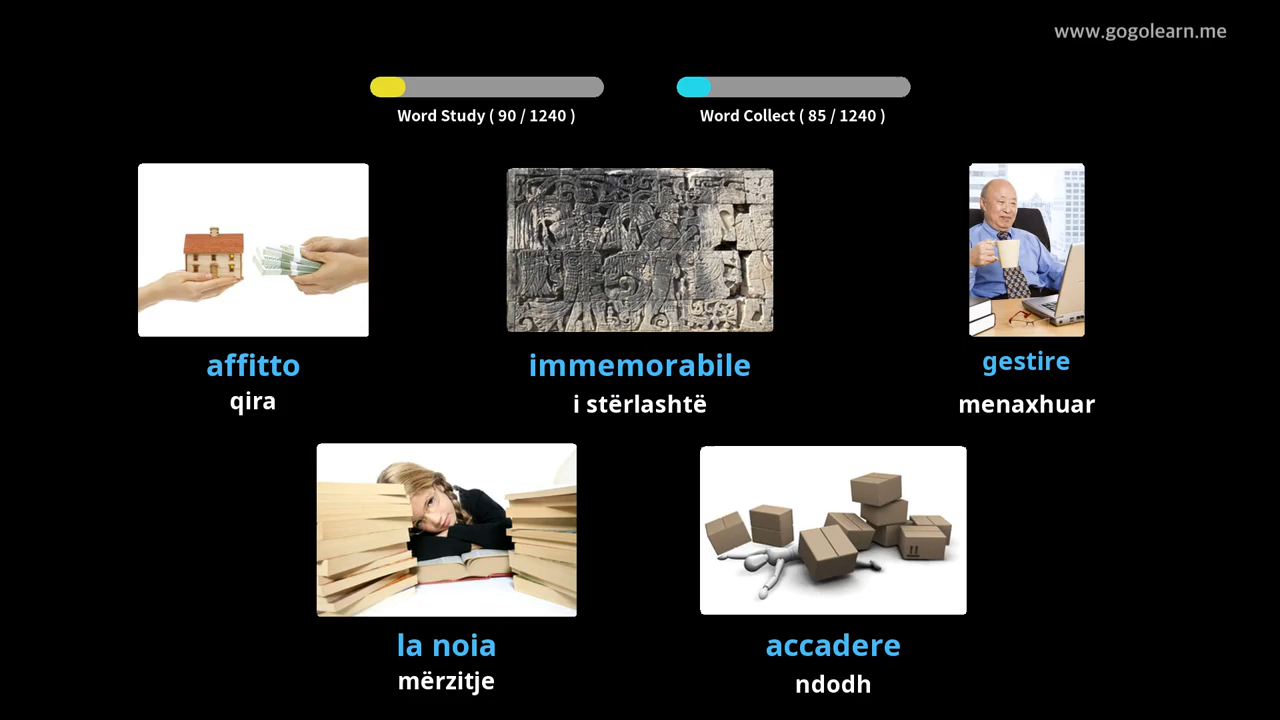 www.gogolearn.me
Word Study ( 90 / 1240 )
Word Collect ( 85 / 1240 )
affitto
qira
immemorabile
i stërlashtë
gestire
menaxhuar
la noia
mërzitje
accadere
ndodh